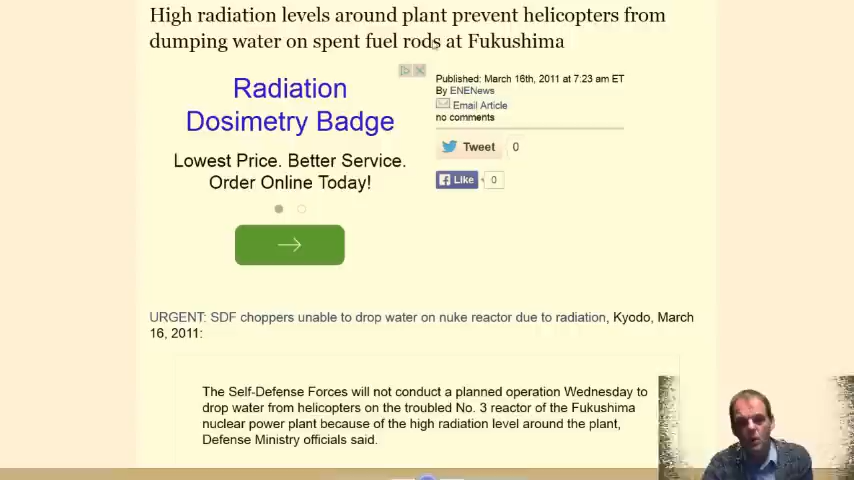 High radiation levels around plant prevent helicopters from
dumping water on spent fuel rods at Fukushima
Radiation
Dosimetry Badge
Lowest Price. Better Service.
Order Online Today!
Published: March 16th, 2011 at 7:23 am ET
By ENENews
Email Article
no comments
Tweet 0
Like 0
URGENT: SDF choppers unable to drop water on nuke reactor due to radiation, Kyodo, March
16, 2011:
The Self-Defense Forces will not conduct a planned operation Wednesday to
drop water from helicopters on the troubled No. 3 reactor of the Fukushima
nuclear power plant because of the high radiation level around the plant,
Defense Ministry officials said.